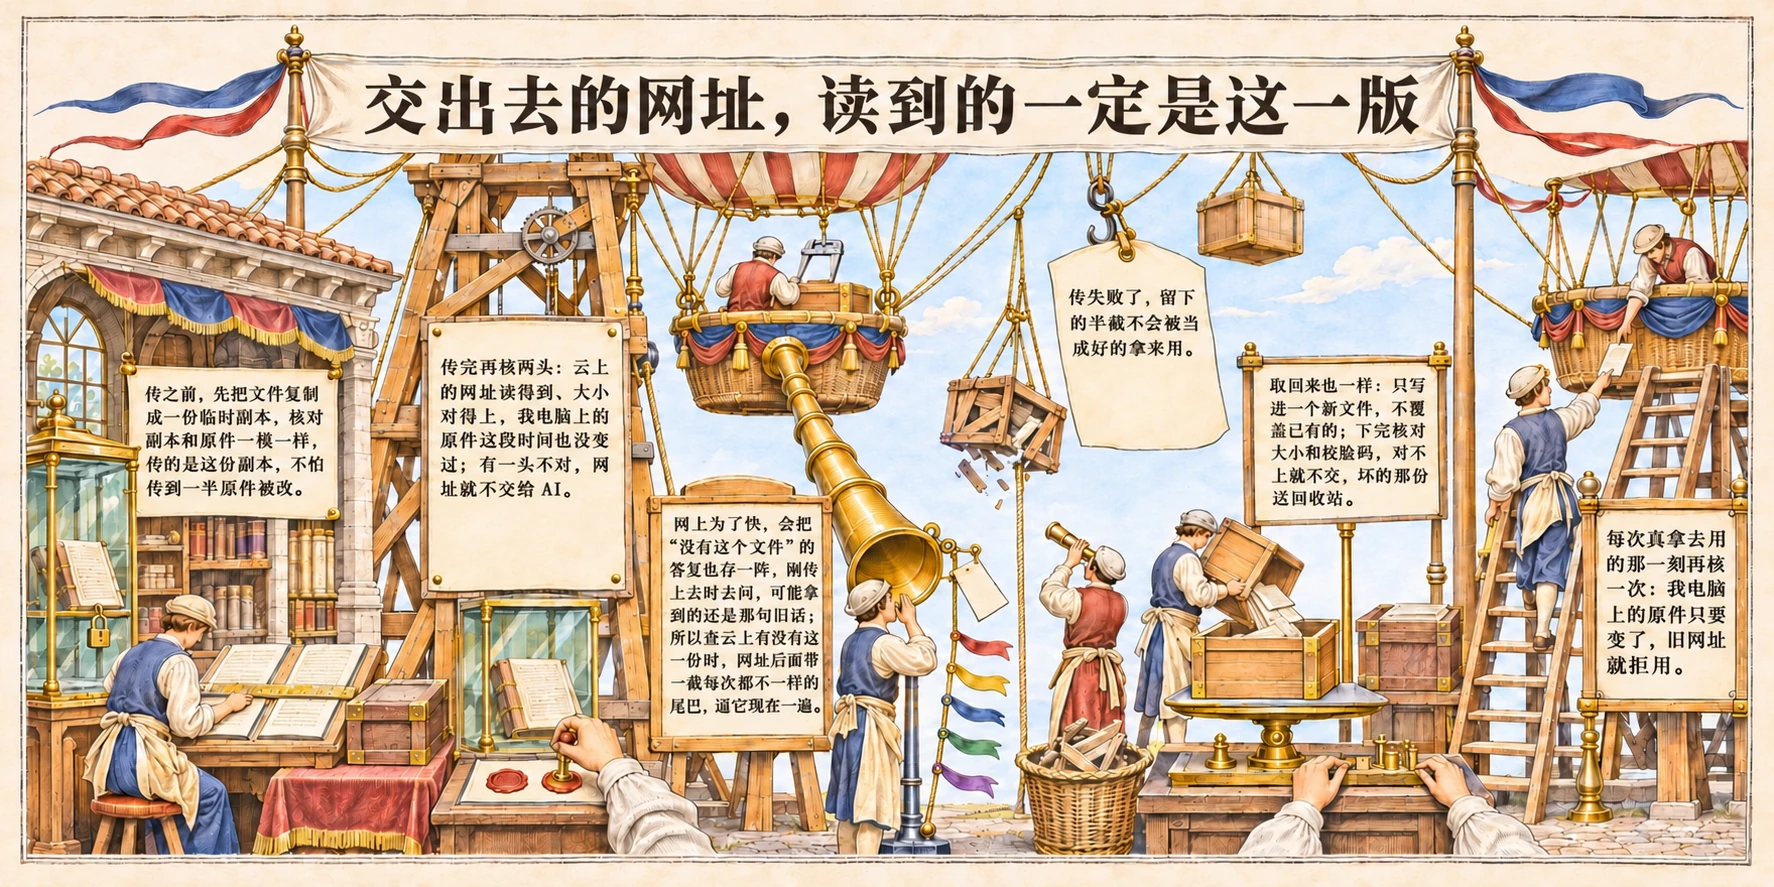 交出去的网址，读到的一定是这一版
传之前，先把文件复制
成一份临时副本，核对
副本和原件一模一样，
传的是这份副本，不怕
传到一半原件被改。
传完再核两头：云上
的网址读得到、大小
对得上，我电脑上的
原件这段时间也没变
过；有一头不对，网
址就不交给 AI。
网上为了快，会把
“没有这个文件”的
答复也存一阵，刚传
上去时去问，可能拿
到的还是那句旧话；
所以查云上有没有这
一份时，网址后面带
一截每次都不一样的
尾巴，逼它现在一遍。
传失败了，留下
的半截不会被当
成好的拿来用。
取回来也一样：只写
进一个新文件，不覆
盖已有的；下完核对
大小和校验码，对不
上就不交，坏的那份
送回收站。
每次真拿去用
的那一刻再核
一次：我电脑
上的原件只要
变了，旧网址
就拒用。